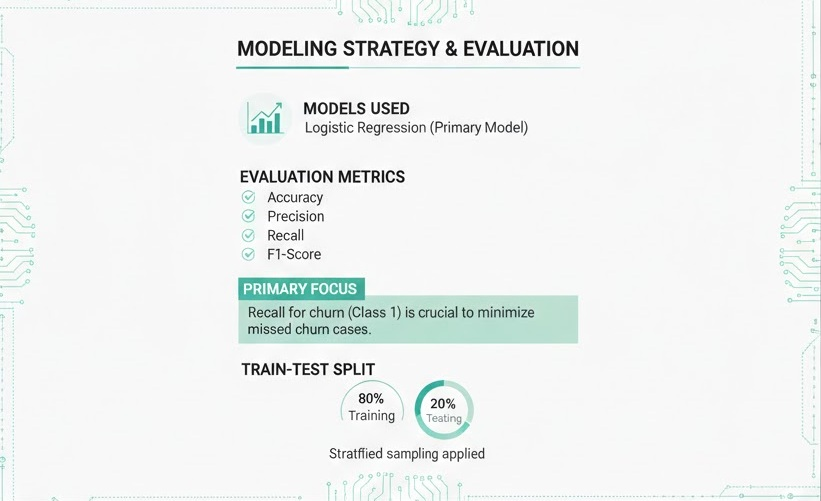 MODELING STRATEGY & EVALUATION
MODELS USED
Logistic Regression (Primary Model)
EVALUATION METRICS
Accuracy
Precision
Recall
F1-Score
PRIMARY FOCUS
Recall for churn (Class 1) is crucial to minimize
missed churn cases.
TRAIN-TEST SPLIT
80%
Training
20%
Teating
Stratffied sampling applied